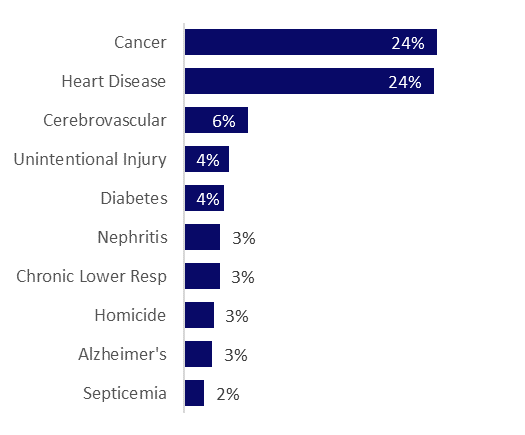 Cancer 24%
Heart Disease 24%
Cerebrovascular 6%
Unintentional Injury 4%
Diabetes 4%
Nephritis 3%
Chronic Lower Resp 3%
Homicide 3%
Alzheimer's 3%
Septicemia 2%